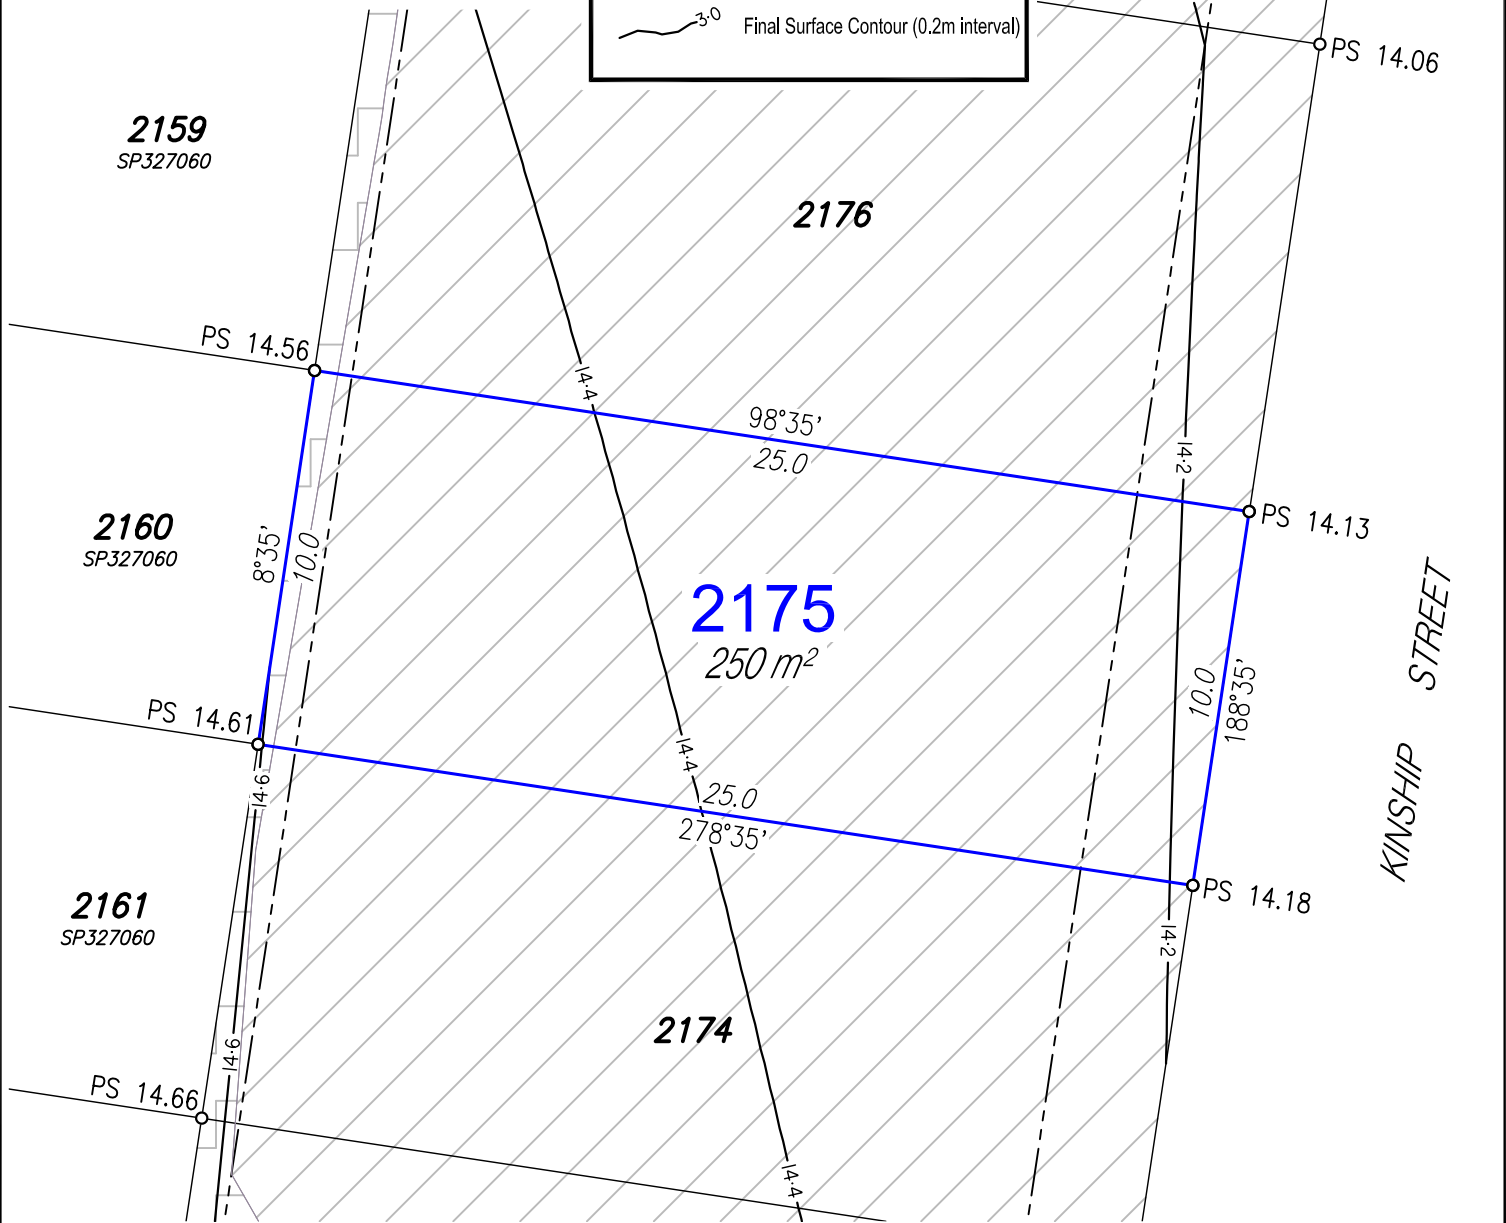 3·0 Final Surface Contour (0.2m interval)
PS 14.06
2159
SP327060
2176
PS 14.56
14·4
98°35'
25.0
14·2
PS 14.13
2160
SP327060
8°35'
10.0
2175
250 m²
KINSHIP STREET
10.0
188°35'
PS 14.61
14·4
14·6
25.0
278°35'
PS 14.18
2161
SP327060
14·2
2174
14·6
PS 14.66
14·4